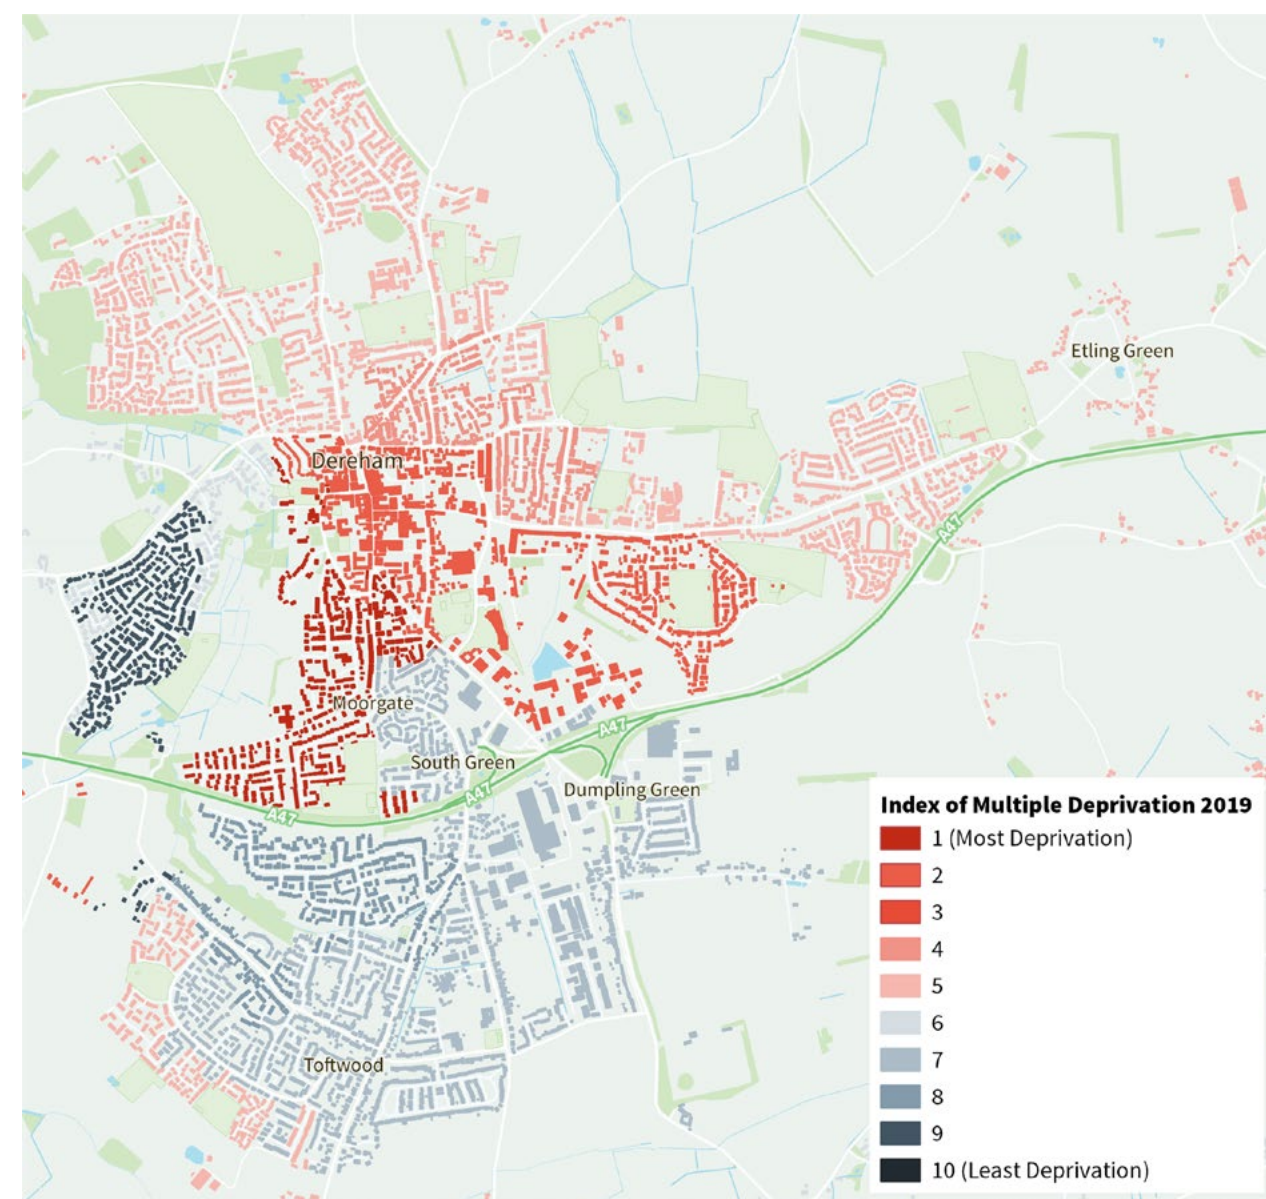 Etling Green
Dereham
A47
Moorgate
A47
South Green
Dumpling Green
A47
A47
Toftwood
Index of Multiple Deprivation 2019
1 (Most Deprivation)
2
3
4
5
6
7
8
9
10 (Least Deprivation)